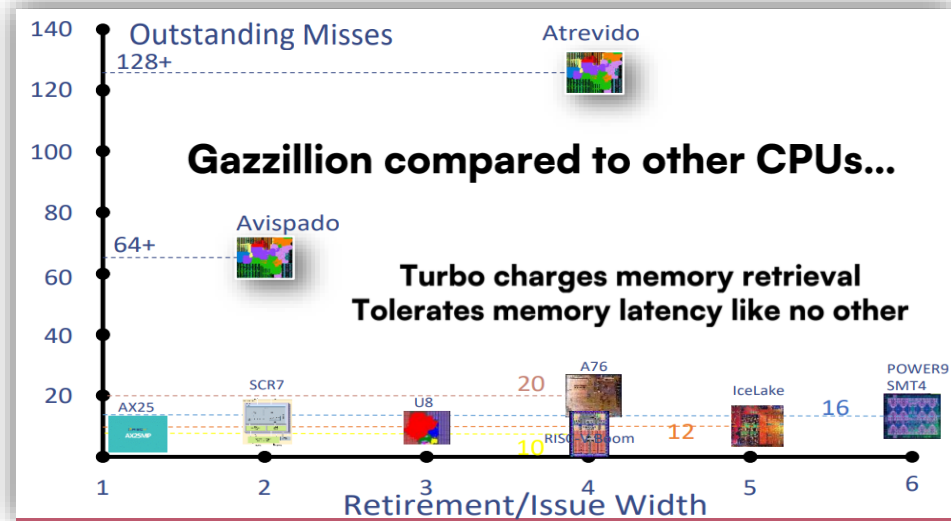 Outstanding Misses
140
120
100
80
60
40
20
128+
64+
Atrevido
Gazzillion compared to other CPUs...
Avispado
Turbo charges memory retrieval
Tolerates memory latency like no other
AX25
AX25MP
SCR7
U8
20
A76
RISC-V Boom
10
12
IceLake
16
POWER9
SMT4
1
2
3
4
5
6
Retirement/Issue Width